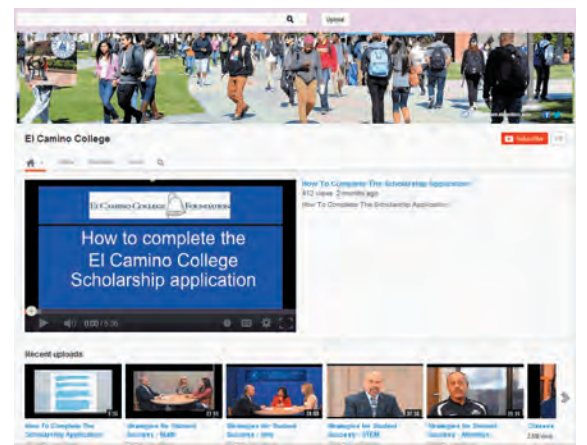 Upload
El Camino College
Subscribe
How To Complete The Scholarship Application
412 views 2 months ago
How To Complete The Scholarship Application
EL CAMINO COLLEGE FOUNDATION
How to complete the
El Camino College
Scholarship application
0:00 / 5:36
Recent uploads
How To Complete The
Scholarship Application
Strategies for Student
Success - Math
Strategies for Student
Success -
Strategies for Student
Success - STEM
Strategies for Student
Success -
Classes